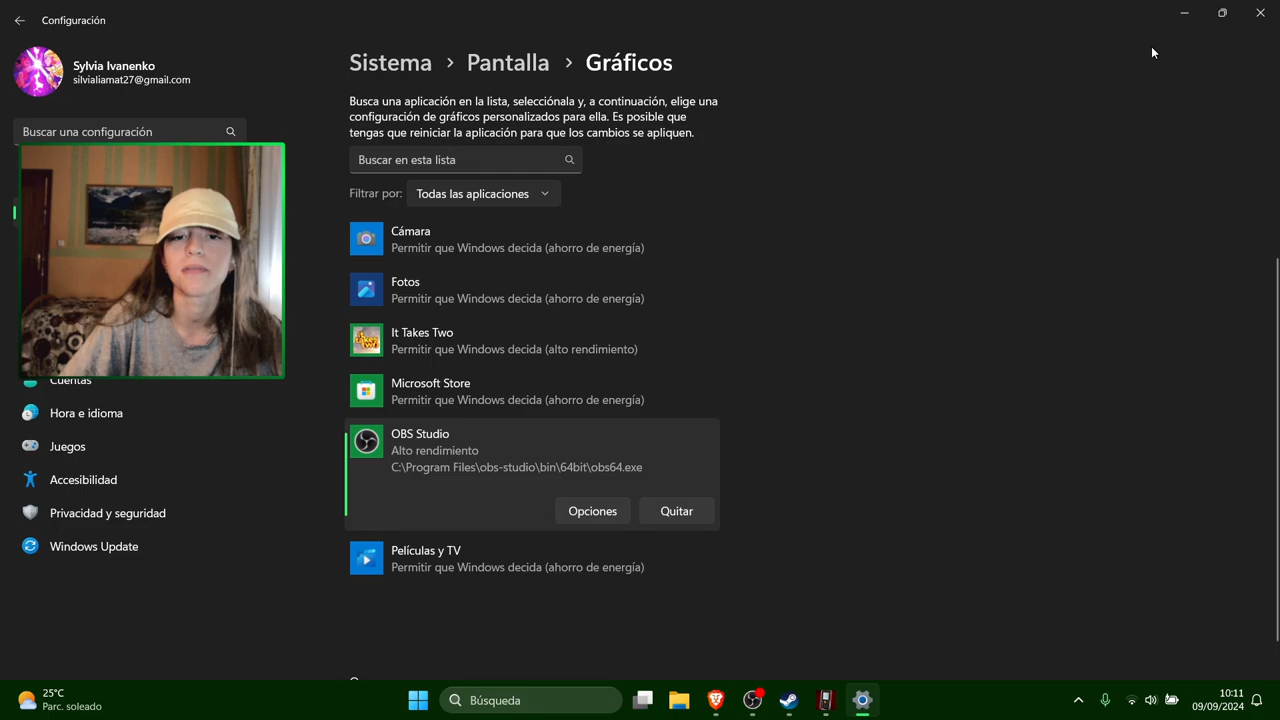 Configuración
Sylvia Ivanenko
silvialiamat27@gmail.com
Buscar una configuración
Cuentas
Hora e idioma
Juegos
Accesibilidad
Privacidad y seguridad
Windows Update
Sistema > Pantalla > Gráficos
Busca una aplicación en la lista, selecciónala y, a continuación, elige una
configuración de gráficos personalizados para ella. Es posible que
tengas que reiniciar la aplicación para que los cambios se apliquen.
Buscar en esta lista
Filtrar por: Todas las aplicaciones
Cámara
Permitir que Windows decida (ahorro de energía)
Fotos
Permitir que Windows decida (ahorro de energía)
It Takes Two
Permitir que Windows decida (alto rendimiento)
Microsoft Store
Permitir que Windows decida (ahorro de energía)
OBS Studio
Alto rendimiento
C:\Program Files\obs-studio\bin\64bit\obs64.exe
Opciones Quitar
Películas y TV
Permitir que Windows decida (ahorro de energía)
25°C
Parc. soleado
Búsqueda
10:11
09/09/2024